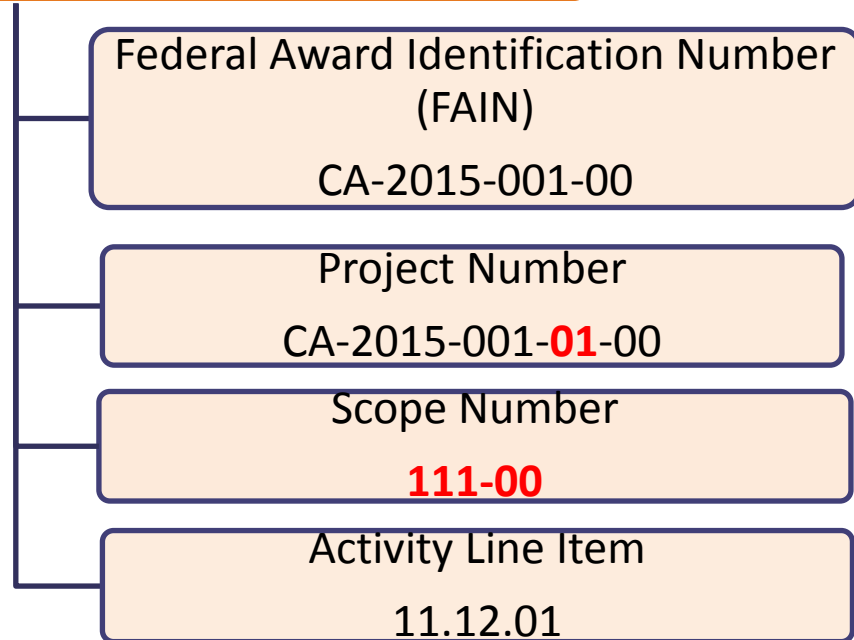 Federal Award Identification Number
(FAIN)
CA-2015-001-00
Project Number
CA-2015-001-01-00
Scope Number
111-00
Activity Line Item
11.12.01